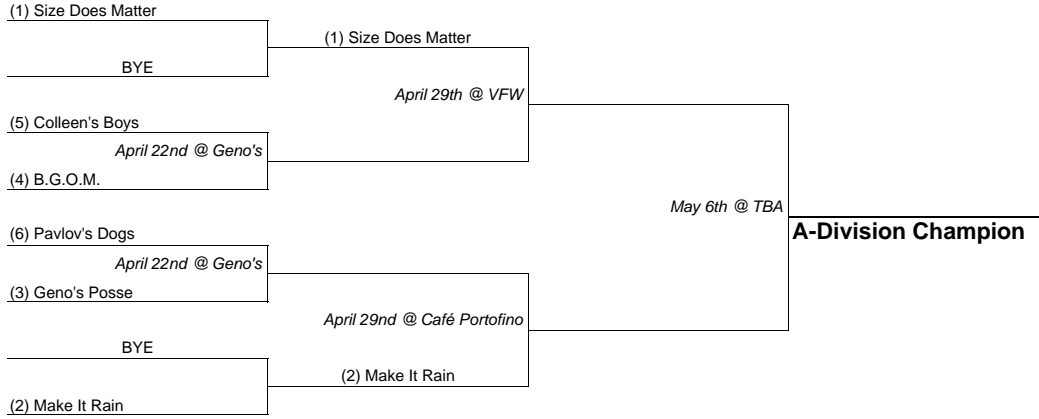 (1) Size Does Matter
(1) Size Does Matter
BYE
April 29th @ VFW
(5) Colleen's Boys
April 22nd @ Geno's
(4) B.G.O.M.
May 6th @ TBA
A-Division Champion
(6) Pavlov's Dogs
April 22nd @ Geno's
(3) Geno's Posse
April 29nd @ Café Portofino
BYE
(2) Make It Rain
(2) Make It Rain